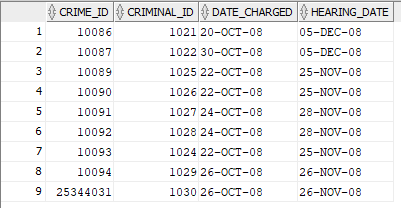 CRIME_ID CRIMINAL_ID DATE_CHARGED HEARING_DATE
1 10086 1021 20-OCT-08 05-DEC-08
2 10087 1022 30-OCT-08 05-DEC-08
3 10089 1025 22-OCT-08 25-NOV-08
4 10090 1026 22-OCT-08 25-NOV-08
5 10091 1027 24-OCT-08 28-NOV-08
6 10092 1028 24-OCT-08 28-NOV-08
7 10093 1024 22-OCT-08 25-NOV-08
8 10094 1029 26-OCT-08 26-NOV-08
9 25344031 1030 26-OCT-08 26-NOV-08